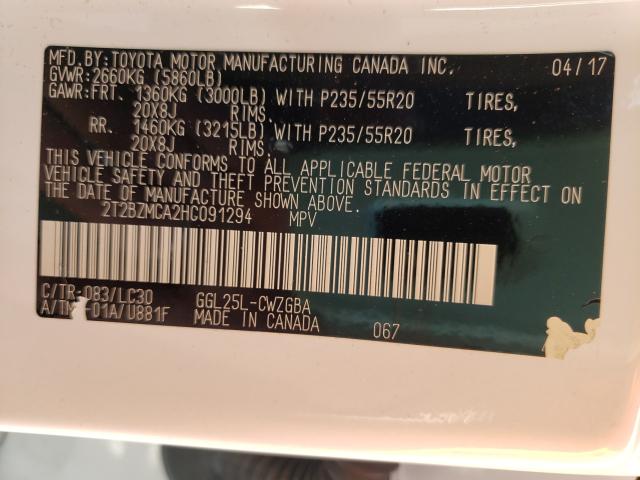 MFD.BY:TOYOTA MOTOR MANUFACTURING CANADA INC. 04/17
GVWR:2660KG (5860LB)
GAWR:FRT. 1360KG (3000LB) WITH P235/55R20 TIRES,
20X8J RIMS.
RR. 1460KG (3215LB) WITH P235/55R20 TIRES,
20X8J RIMS.
THIS VEHICLE CONFORMS TO ALL APPLICABLE FEDERAL MOTOR
VEHICLE SAFETY AND THEFT PREVENTION STANDARDS IN EFFECT ON
THE DATE OF MANUFACTURE SHOWN ABOVE.
2T2BZMCA2HC091294 MPV
C/TR:083/LC30 GGL25L-CWZGBA
-01A/U881F MADE IN CANADA 067